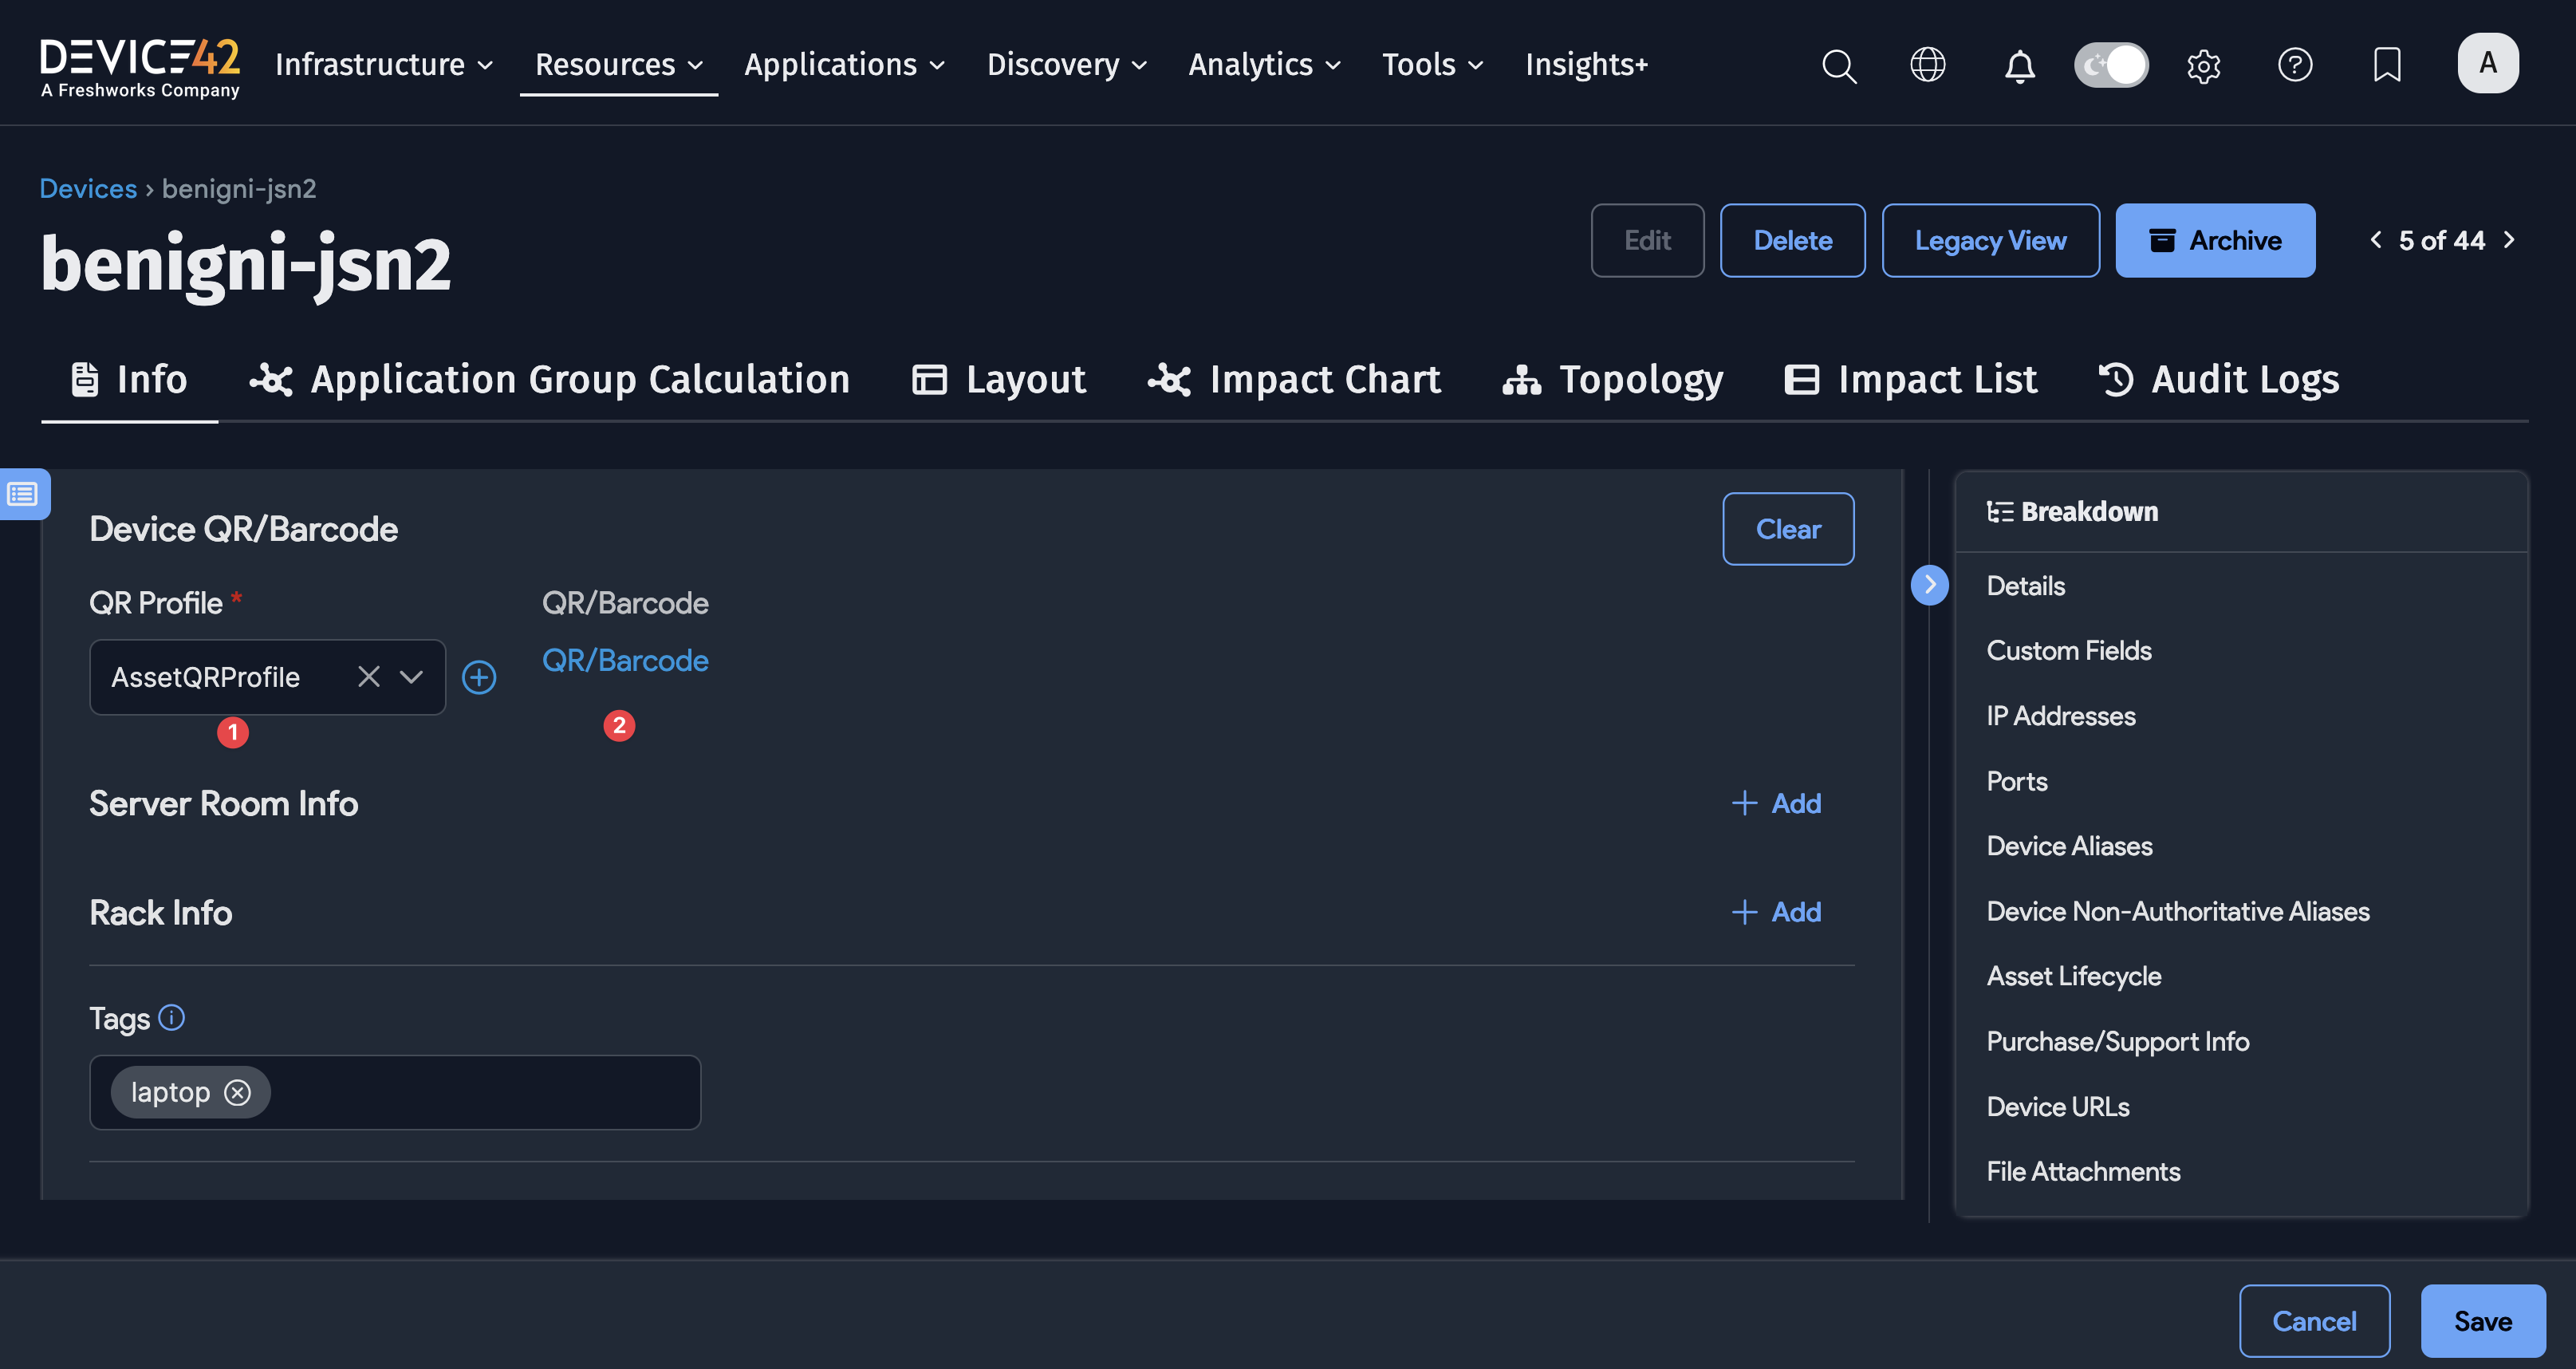 DEVICE42
A Freshworks Company
Infrastructure Resources Applications Discovery Analytics Tools Insights+ A
Devices › benigni-jsn2
benigni-jsn2
Edit Delete Legacy View Archive 5 of 44
Info Application Group Calculation Layout Impact Chart Topology Impact List Audit Logs
Device QR/Barcode Clear
QR Profile * QR/Barcode
AssetQRProfile QR/Barcode
1 2
Server Room Info + Add
Rack Info + Add
Tags
laptop
Breakdown
Details
Custom Fields
IP Addresses
Ports
Device Aliases
Device Non-Authoritative Aliases
Asset Lifecycle
Purchase/Support Info
Device URLs
File Attachments
Cancel Save